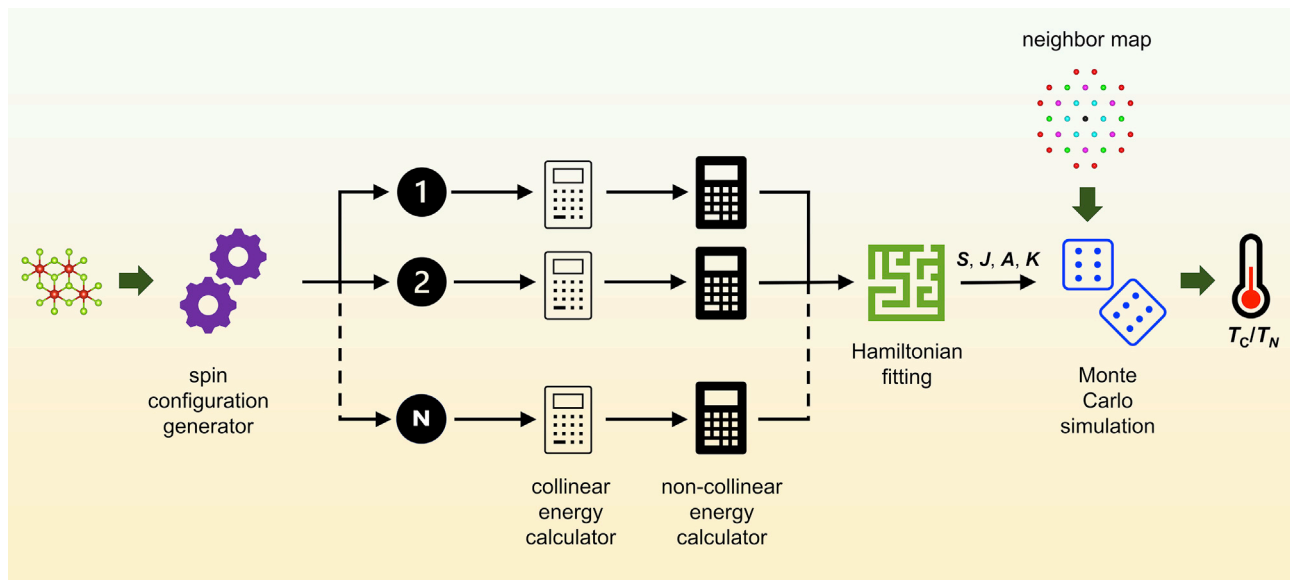 neighbor map
1
2
N
S, J, A, K
spin
configuration
generator
collinear
energy
calculator
non-collinear
energy
calculator
Hamiltonian
fitting
Monte
Carlo
simulation
TC/TN